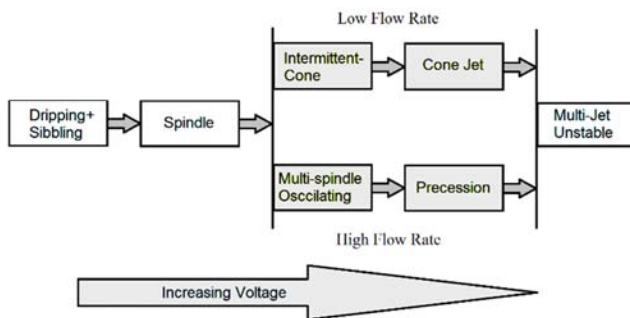 Low Flow Rate
Intermittent-
Cone
Cone Jet
Dripping+
Sibbling
Spindle
Multi-Jet
Unstable
Multi-spindle
Osccilating
Precession
High Flow Rate
Increasing Voltage